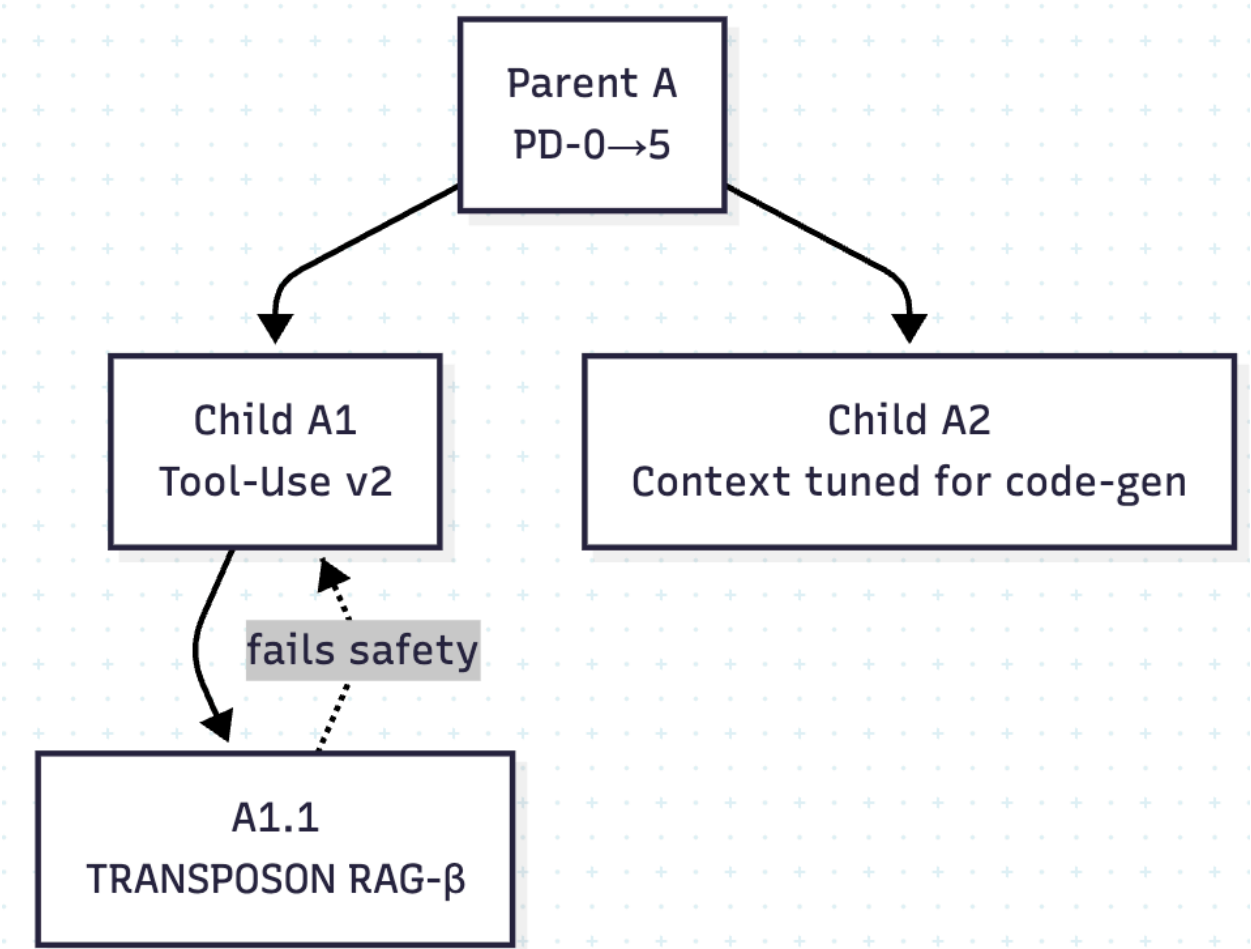 Parent A
PD-0→5
Child A1
Tool-Use v2
Child A2
Context tuned for code-gen
fails safety
A1.1
TRANSPOSON RAG-β